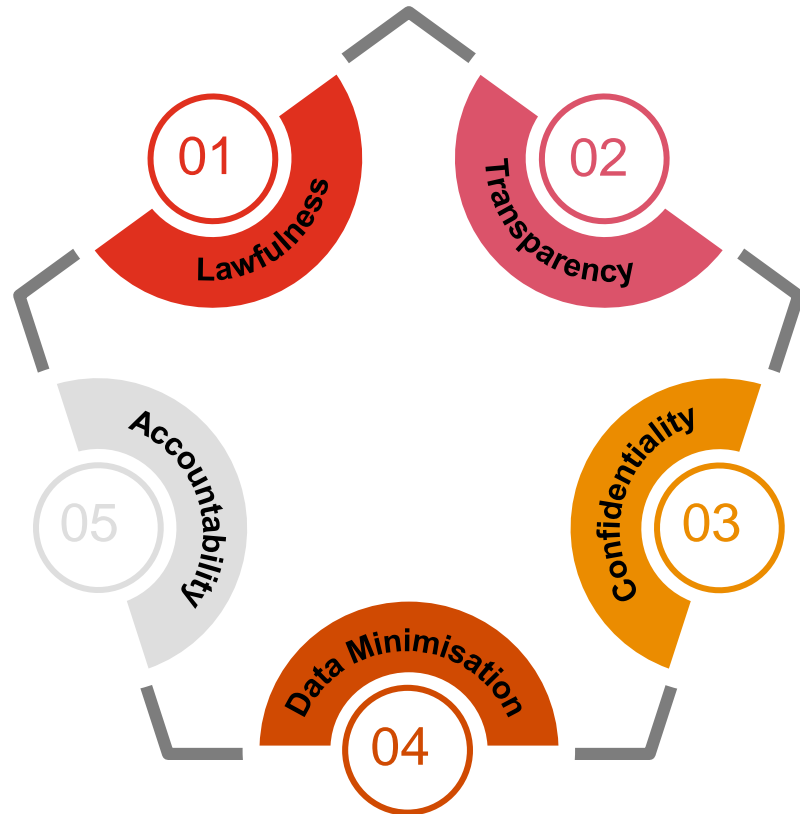 01
Lawfulness
02
Transparency
03
Confidentiality
04
Data Minimisation
05
Accountability